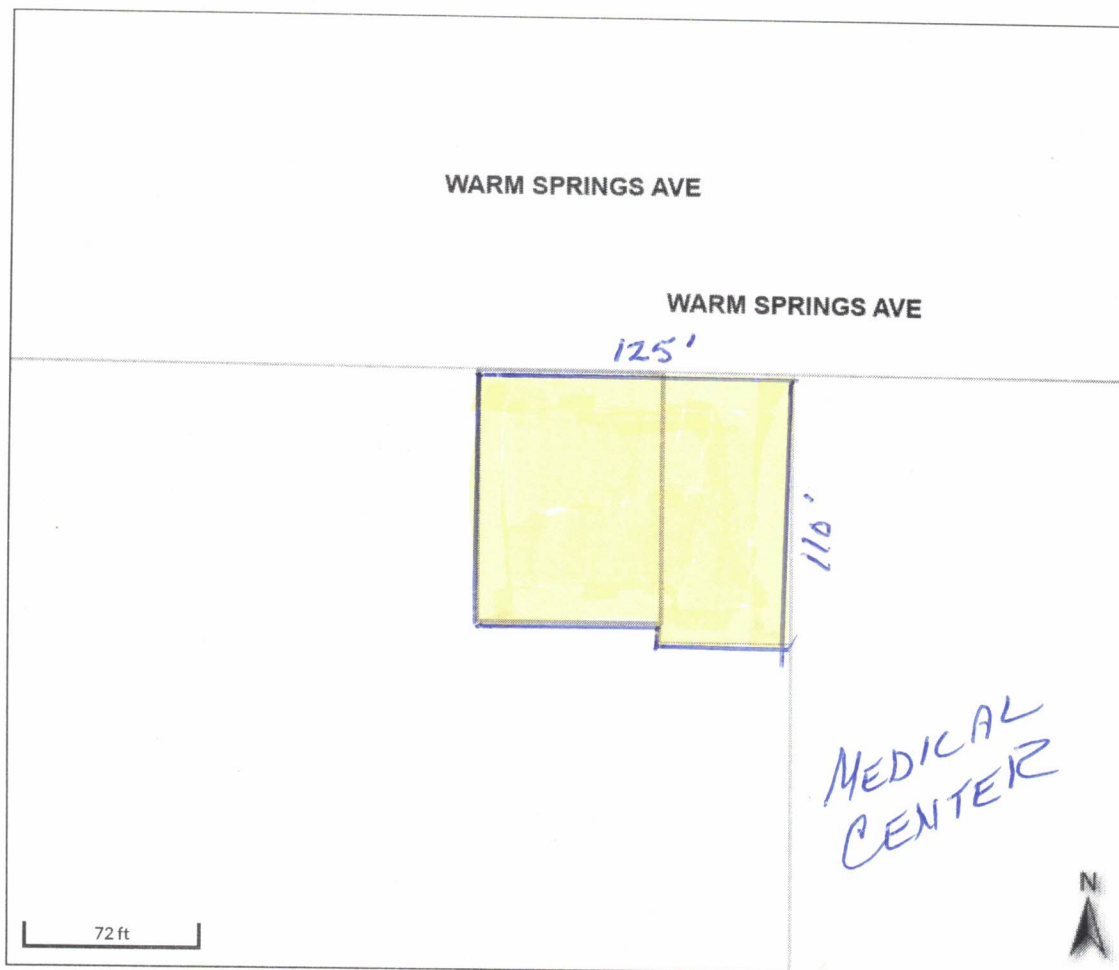 WARM SPRINGS AVE
WARM SPRINGS AVE
125'
110'
MEDICAL
CENTER
N
72 ft